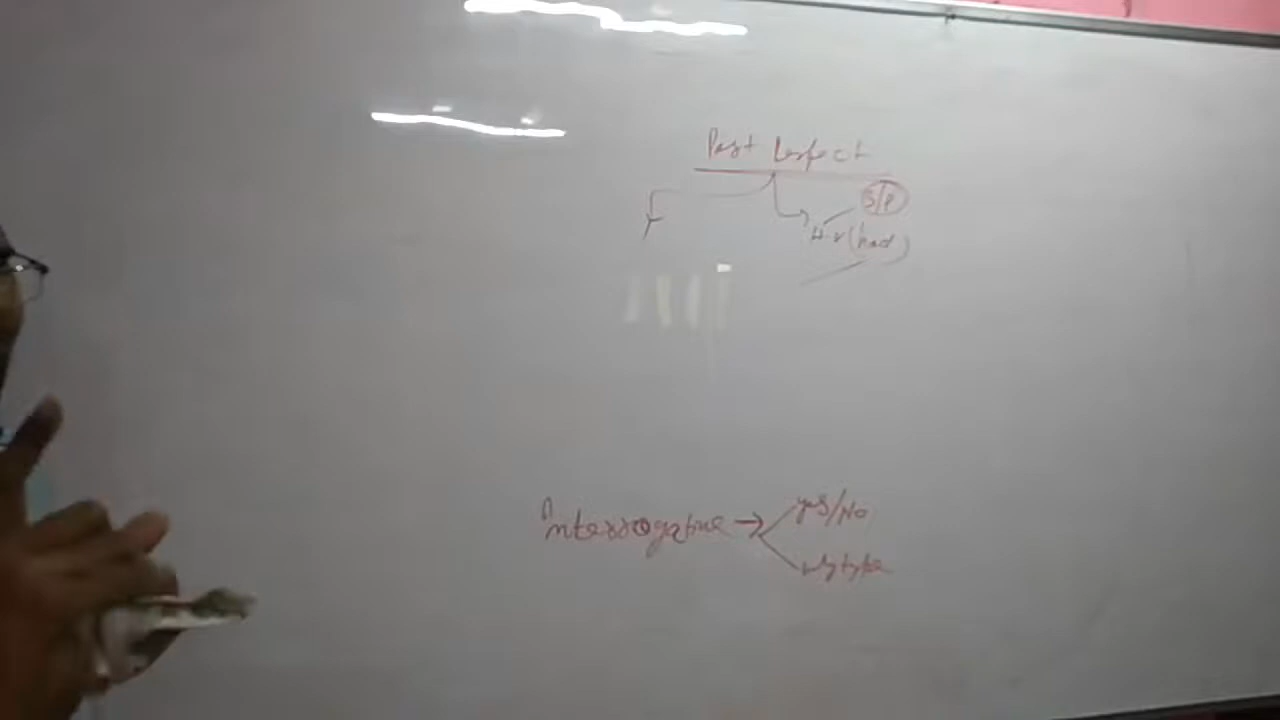 Past Perfect
S/P
H.V (had)
Interrogative → yes/No
wh type